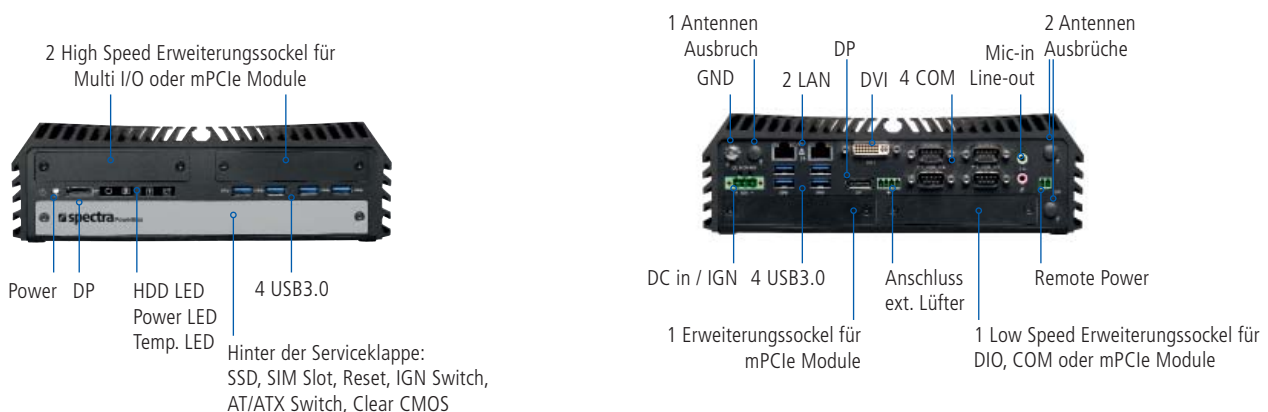 2 High Speed Erweiterungssockel für
Multi I/O oder mPCIe Module
spectra PowerBox
Power
DP
HDD LED
Power LED
Temp. LED
4 USB3.0
Hinter der Serviceklappe:
SSD, SIM Slot, Reset, IGN Switch,
AT/ATX Switch, Clear CMOS
1 Antennen
Ausbruch
GND
2 LAN
DP
DVI
4 COM
Mic-in
Line-out
2 Antennen
Ausbrüche
DC in / IGN
4 USB3.0
Anschluss
ext. Lüfter
Remote Power
1 Erweiterungssockel für
mPCIe Module
1 Low Speed Erweiterungssockel für
DIO, COM oder mPCIe Module